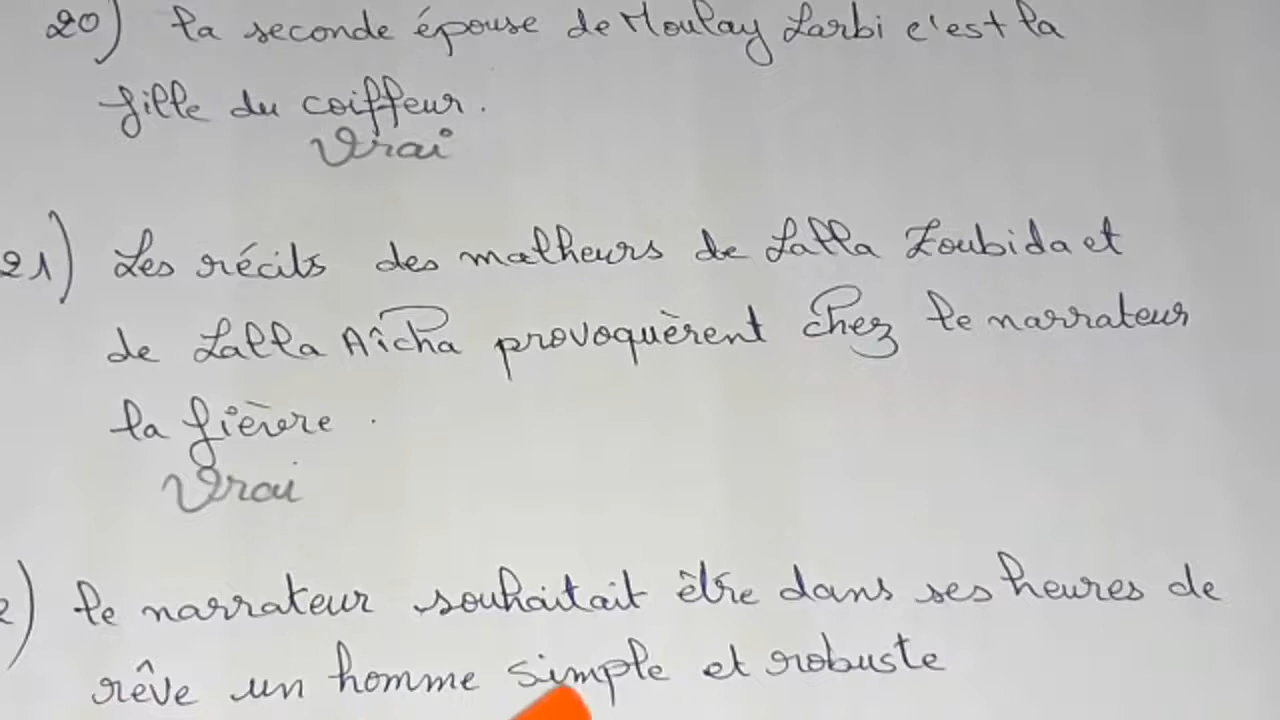 20) la seconde épouse de Moulay Larbi c'est la
fille du coiffeur.
Vrai
21) Les récits des malheurs de Lalla Zoubida et
de Lalla Aîcha provoquèrent chez le narrateur
la fièvre.
Vrai
2) le narrateur souhaitait être dans ses heures de
rêve un homme simple et robuste